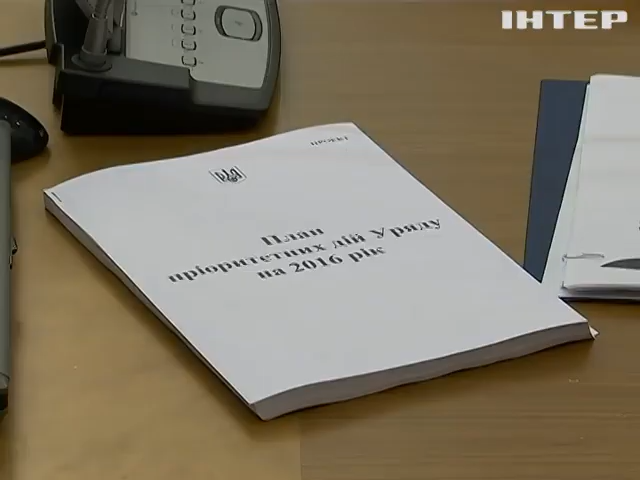 ІНТЕР
ПРОЕКТ
План
пріоритетних дій Уряду
на 2016 рік